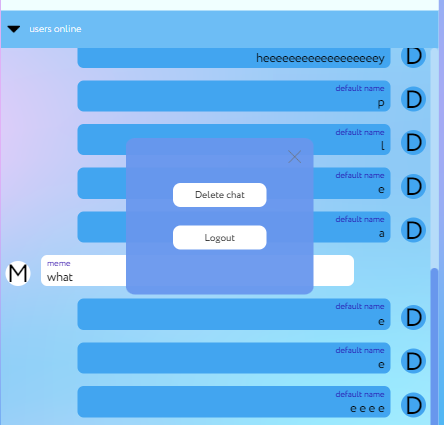 users online
heeeeeeeeeeeeeeeeeey
D
default name
p
D
default name
l
D
default name
e
D
default name
a
D
Delete chat
Logout
M
meme
what
default name
e
D
default name
e
D
default name
e e e e
D